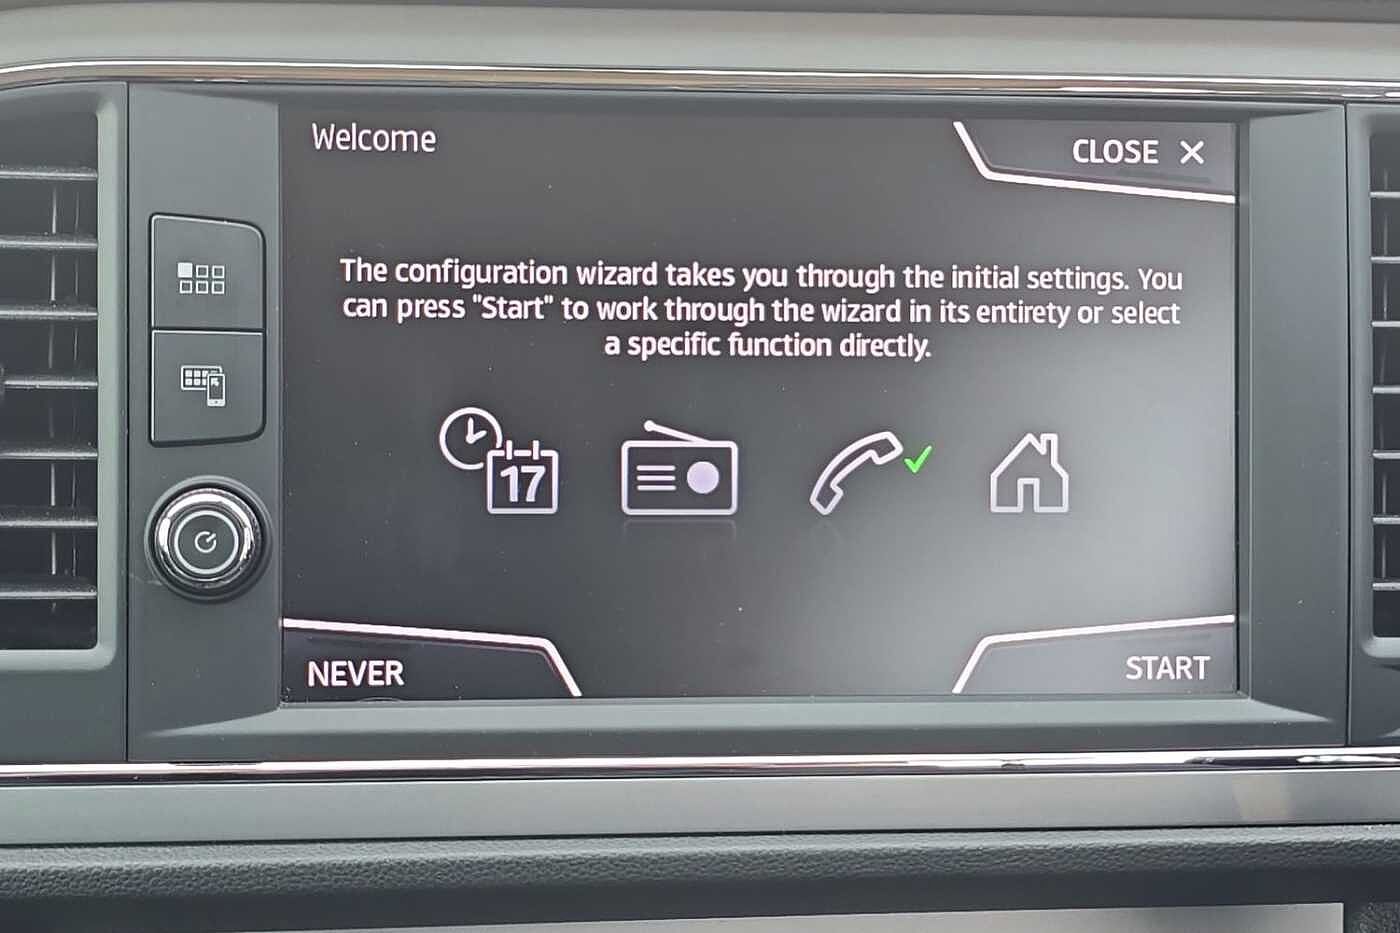 Welcome
CLOSE ✕
The configuration wizard takes you through the initial settings. You
can press "Start" to work through the wizard in its entirety or select
a specific function directly.
17
NEVER
START